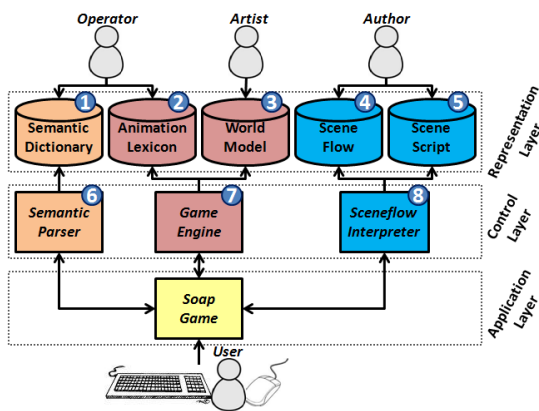 Operator
Artist
Author
1
2
3
4
5
Semantic
Dictionary
Animation
Lexicon
World
Model
Scene
Flow
Scene
Script
Representation
Layer
6
7
8
Semantic
Parser
Game
Engine
Sceneflow
Interpreter
Control
Layer
Soap
Game
Application
Layer
User